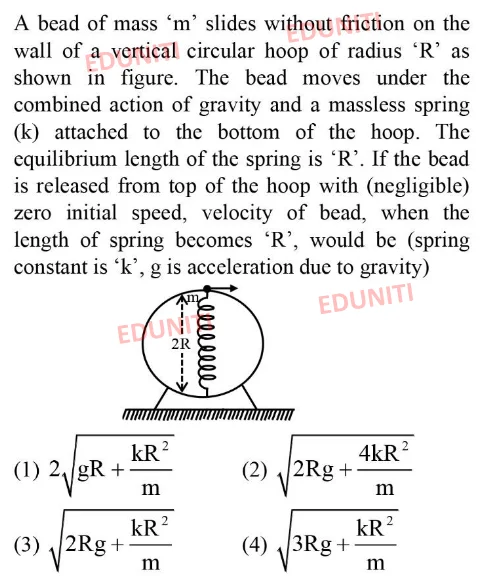 A bead of mass ‘m’ slides without friction on the
wall of a vertical circular hoop of radius ‘R’ as
shown in figure. The bead moves under the
combined action of gravity and a massless spring
(k) attached to the bottom of the hoop. The
equilibrium length of the spring is ‘R’. If the bead
is released from top of the hoop with (negligible)
zero initial speed, velocity of bead, when the
length of spring becomes ‘R’, would be (spring
constant is ‘k’, g is acceleration due to gravity)
EDUNITI
EDUNITI
m
EDUNITI
EDUNITI
2R
(1) 2√(gR + kR²/m)
(2) √(2Rg + 4kR²/m)
(3) √(2Rg + kR²/m)
(4) √(3Rg + kR²/m)